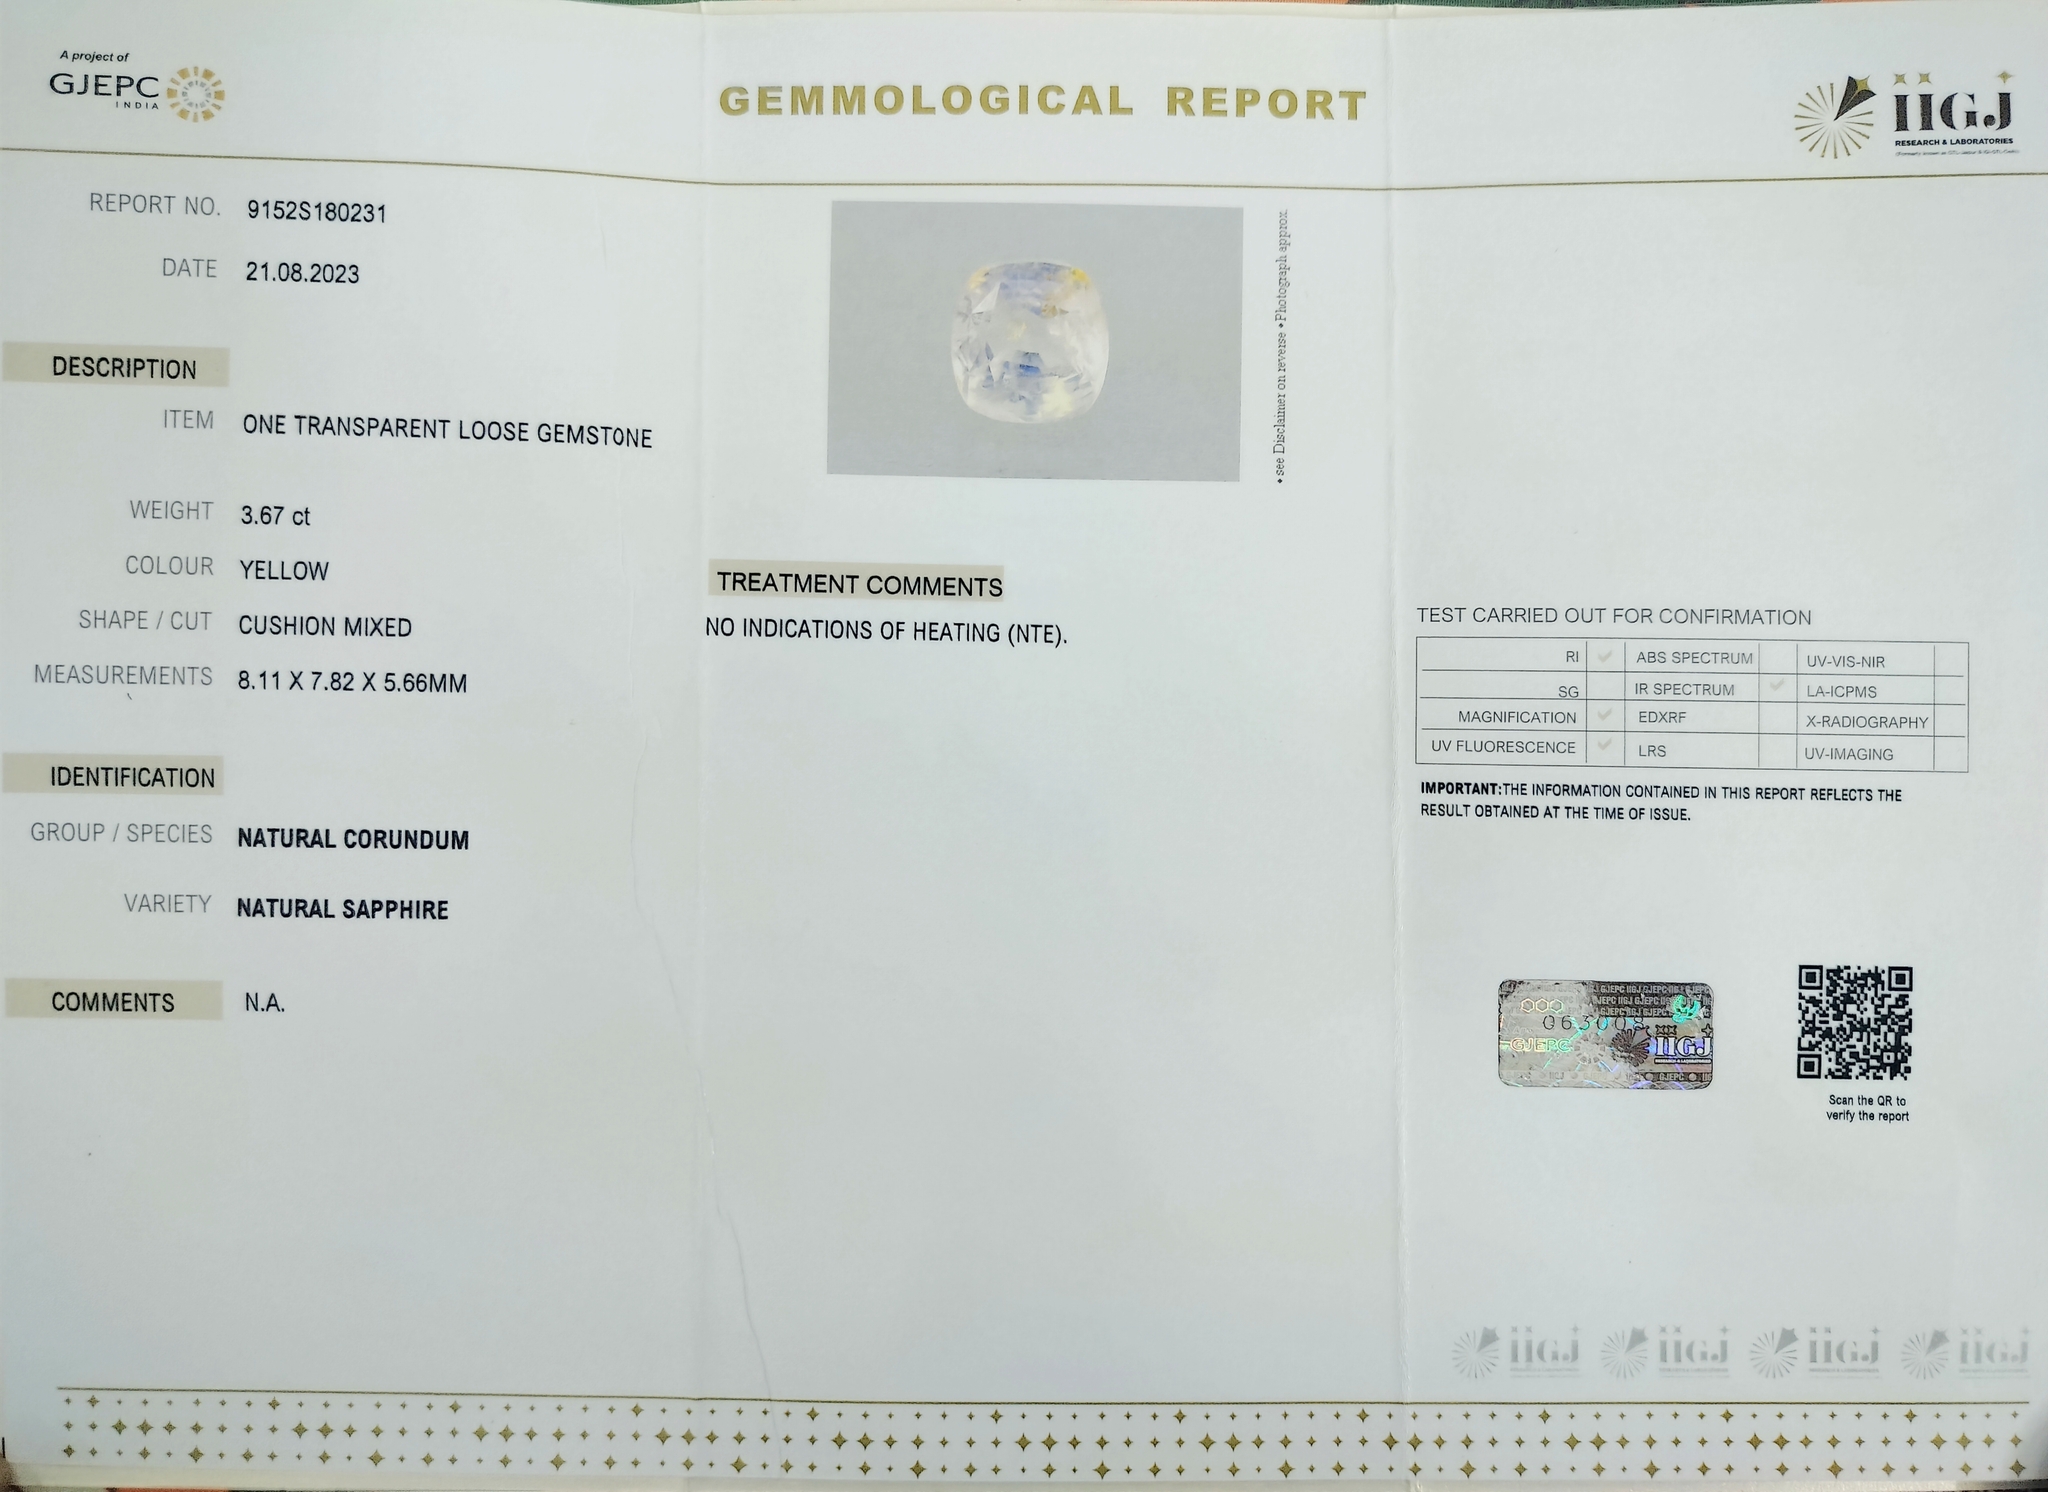 A project of
GJEPC
INDIA
GEMMOLOGICAL REPORT
IIGJ
RESEARCH & LABORATORIES
REPORT NO. 9152S180231
DATE 21.08.2023
DESCRIPTION
ITEM ONE TRANSPARENT LOOSE GEMSTONE
WEIGHT 3.67 ct
COLOUR YELLOW
SHAPE / CUT CUSHION MIXED
MEASUREMENTS 8.11 X 7.82 X 5.66MM
IDENTIFICATION
GROUP / SPECIES NATURAL CORUNDUM
VARIETY NATURAL SAPPHIRE
COMMENTS N.A.
• see Disclaimer on reverse • Photograph approx.
TREATMENT COMMENTS
NO INDICATIONS OF HEATING (NTE).
TEST CARRIED OUT FOR CONFIRMATION
RI ✓ ABS SPECTRUM UV-VIS-NIR
SG IR SPECTRUM ✓ LA-ICPMS
MAGNIFICATION ✓ EDXRF X-RADIOGRAPHY
UV FLUORESCENCE ✓ LRS UV-IMAGING
IMPORTANT:THE INFORMATION CONTAINED IN THIS REPORT REFLECTS THE
RESULT OBTAINED AT THE TIME OF ISSUE.
063008
GJEPC
IIGJ
Scan the QR to
verify the report
IIGJ IIGJ IIGJ IIGJ